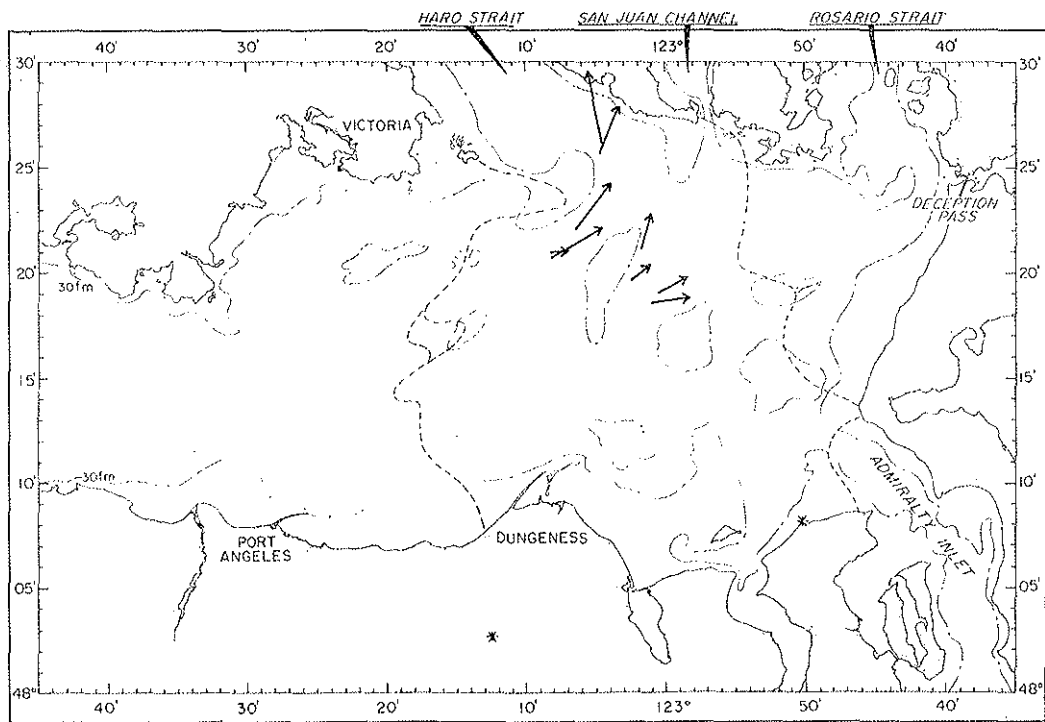 HARO STRAIT SAN JUAN CHANNEL ROSARIO STRAIT
40' 30' 20' 10' 123° 50' 40'
30' 30'
VICTORIA
25' 25'
DECEPTION
PASS
20' 20'
30fm
15' 15'
30fm
10' 10'
ADMIRALTY
INLET
PORT
ANGELES
DUNGENESS
05' 05'
48° 48°
40' 30' 20' 10' 123° 50' 40'